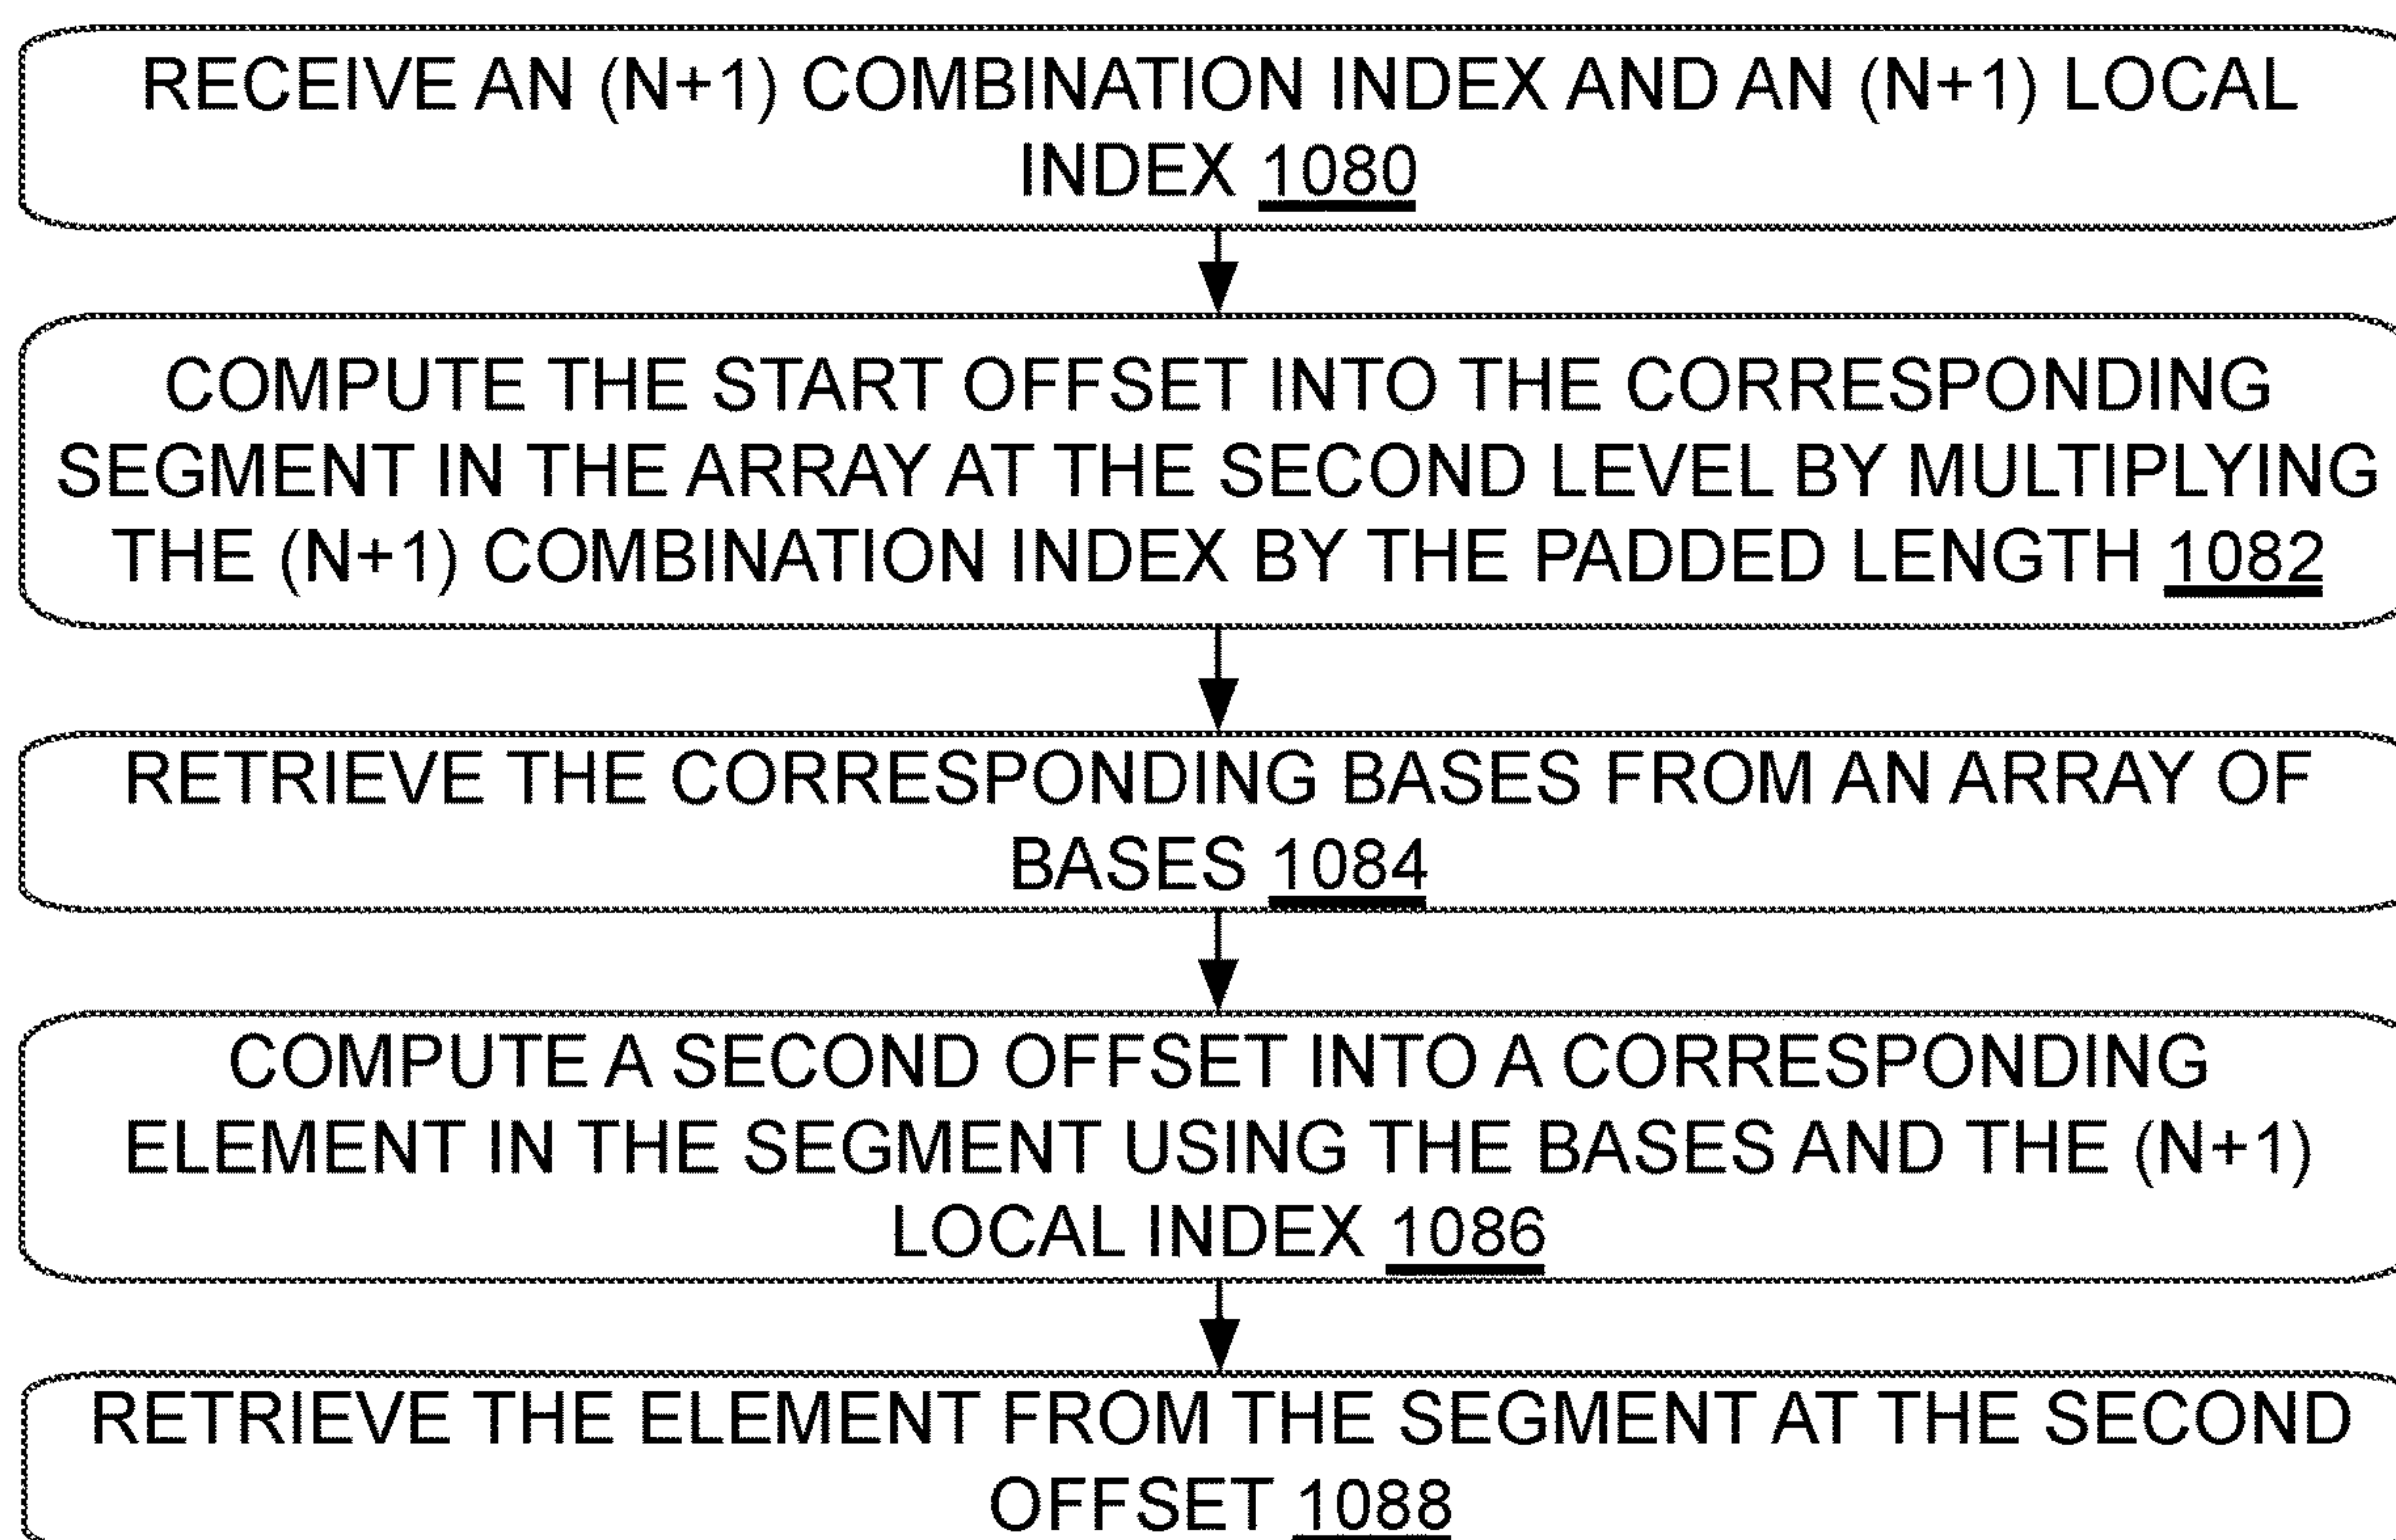 RECEIVE AN (N+1) COMBINATION INDEX AND AN (N+1) LOCAL
INDEX 1080
COMPUTE THE START OFFSET INTO THE CORRESPONDING
SEGMENT IN THE ARRAY AT THE SECOND LEVEL BY MULTIPLYING
THE (N+1) COMBINATION INDEX BY THE PADDED LENGTH 1082
RETRIEVE THE CORRESPONDING BASES FROM AN ARRAY OF
BASES 1084
COMPUTE A SECOND OFFSET INTO A CORRESPONDING
ELEMENT IN THE SEGMENT USING THE BASES AND THE (N+1)
LOCAL INDEX 1086
RETRIEVE THE ELEMENT FROM THE SEGMENT AT THE SECOND
OFFSET 1088